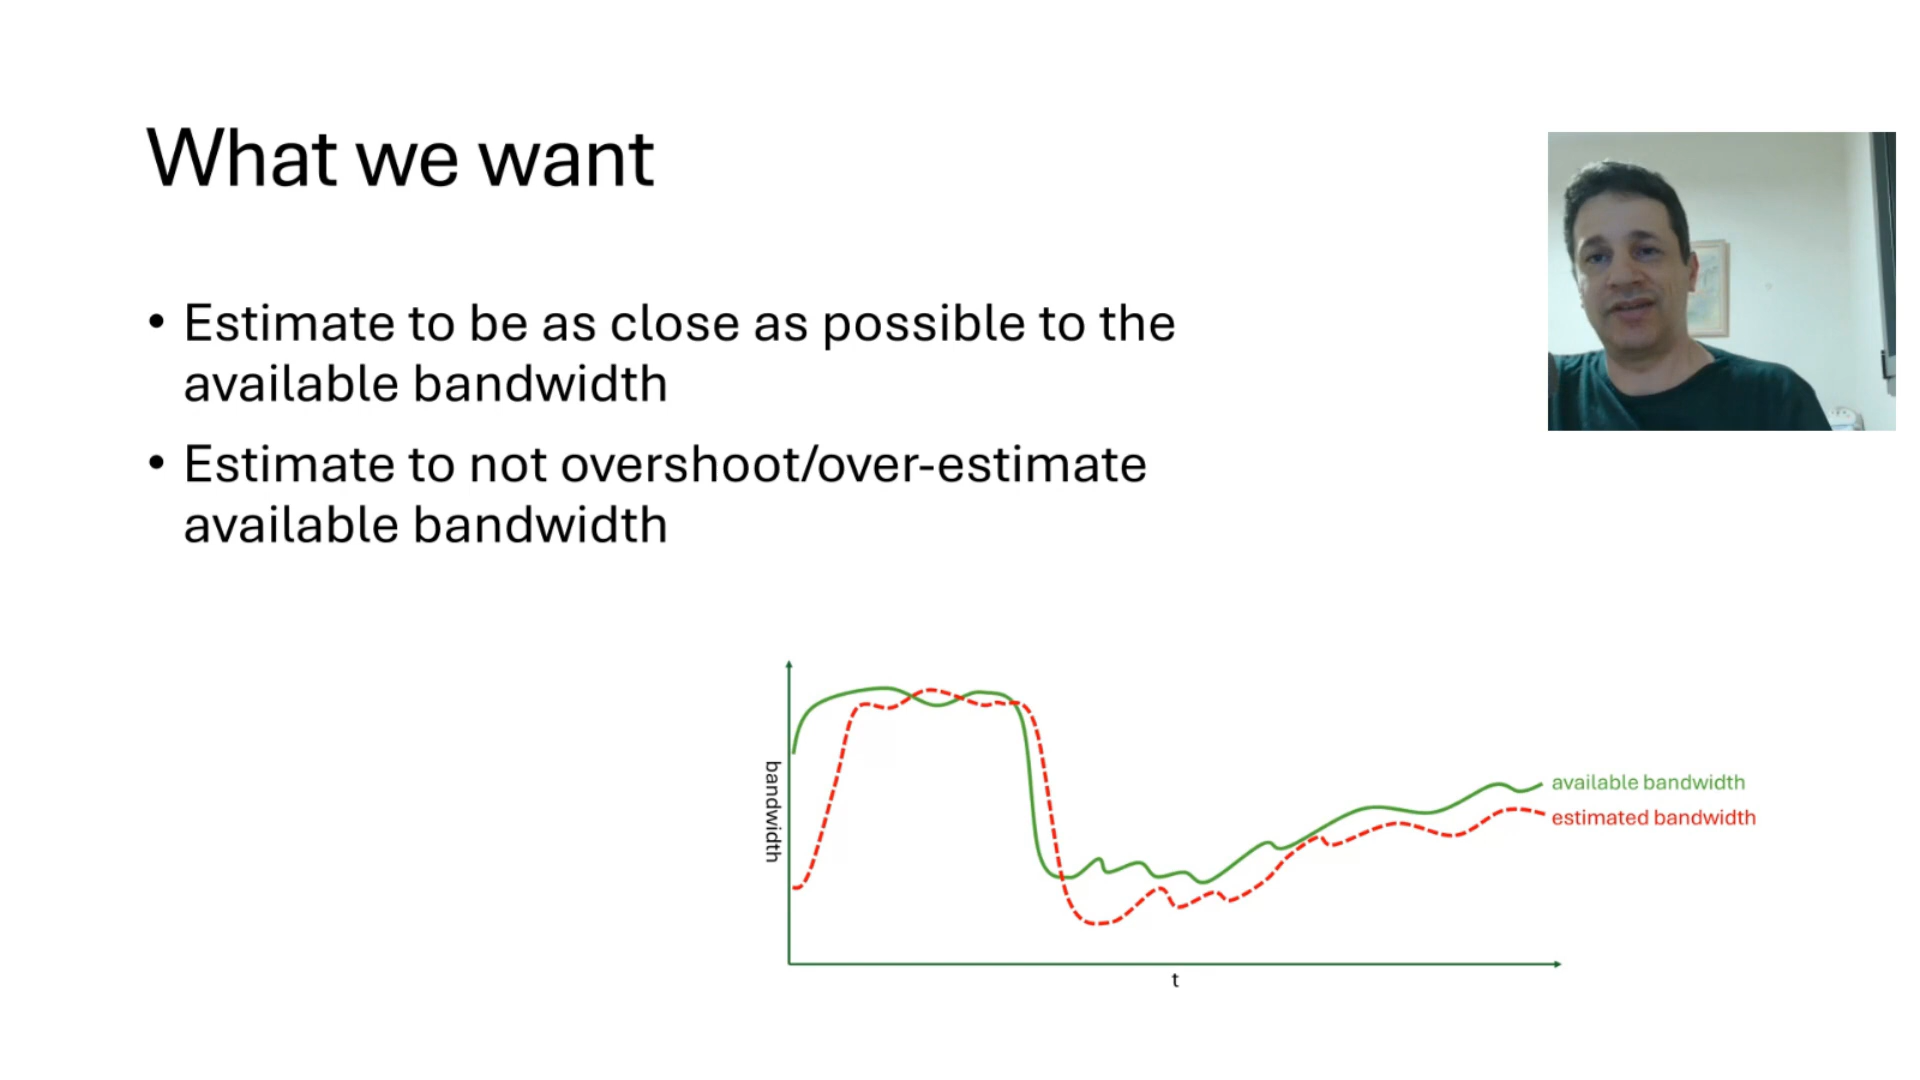 What we want
• Estimate to be as close as possible to the
available bandwidth
• Estimate to not overshoot/over-estimate
available bandwidth
bandwidth
available bandwidth
estimated bandwidth
t